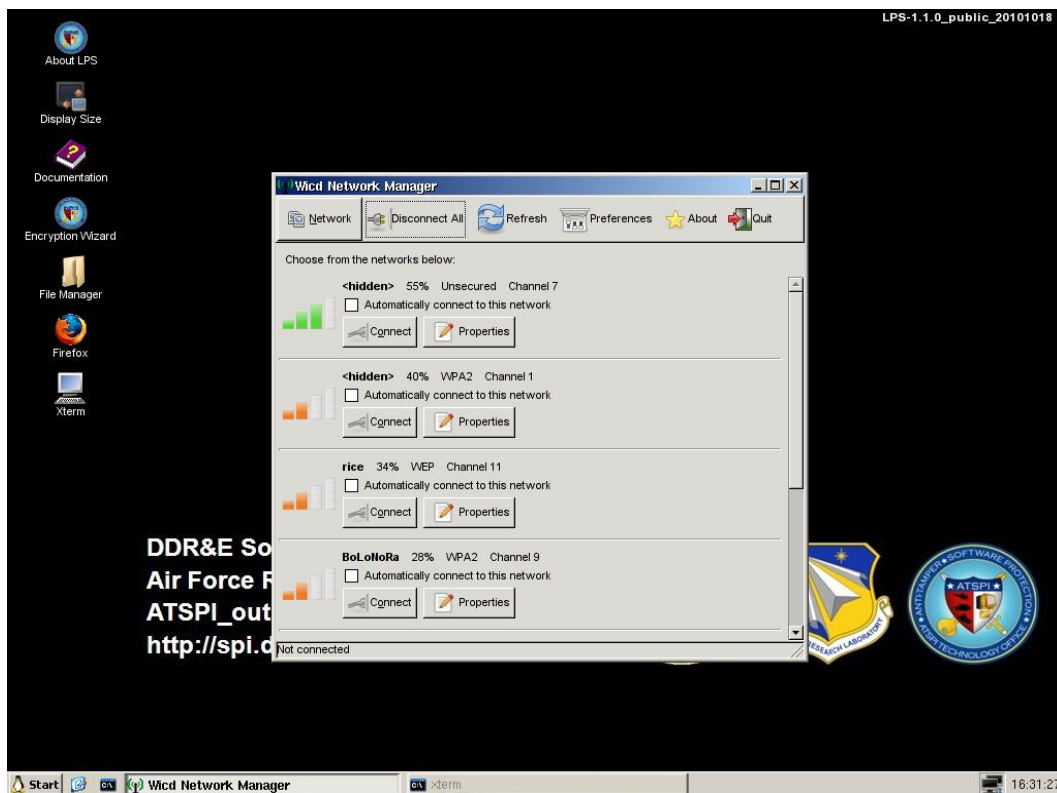 LPS-1.1.0_public_20101018
About LPS
Display Size
Documentation
Encryption Wizard
File Manager
Firefox
Xterm
Wicd Network Manager
Network Disconnect All Refresh Preferences About Quit
Choose from the networks below:
<hidden> 55% Unsecured Channel 7
Automatically connect to this network
Connect Properties
<hidden> 40% WPA2 Channel 1
Automatically connect to this network
Connect Properties
rice 34% WEP Channel 11
Automatically connect to this network
Connect Properties
BoLoNoRa 28% WPA2 Channel 9
Automatically connect to this network
Connect Properties
Not connected
DDR&E So
Air Force R
ATSPI_out
http://spi.d
RESEARCH LABORATORY
ANTI-TAMPER ★ SOFTWARE PROTECTION
ATSPI
ATSPI TECHNOLOGY OFFICE
Start Wicd Network Manager xterm 16:31:27